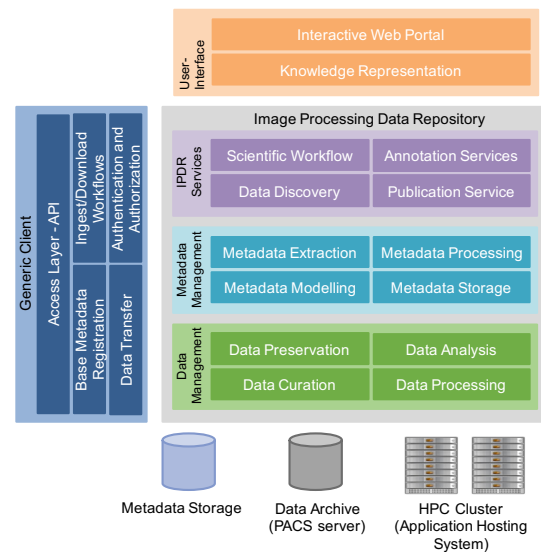 User-
Interface
Interactive Web Portal
Knowledge Representation
Generic Client
Access Layer - API
Ingest/Download
Workflows
Authentication and
Authorization
Base Metadata
Registration
Data Transfer
Image Processing Data Repository
IPDR
Services
Scientific Workflow
Annotation Services
Data Discovery
Publication Service
Metadata
Management
Metadata Extraction
Metadata Processing
Metadata Modelling
Metadata Storage
Data
Management
Data Preservation
Data Analysis
Data Curation
Data Processing
Metadata Storage
Data Archive
(PACS server)
HPC Cluster
(Application Hosting
System)